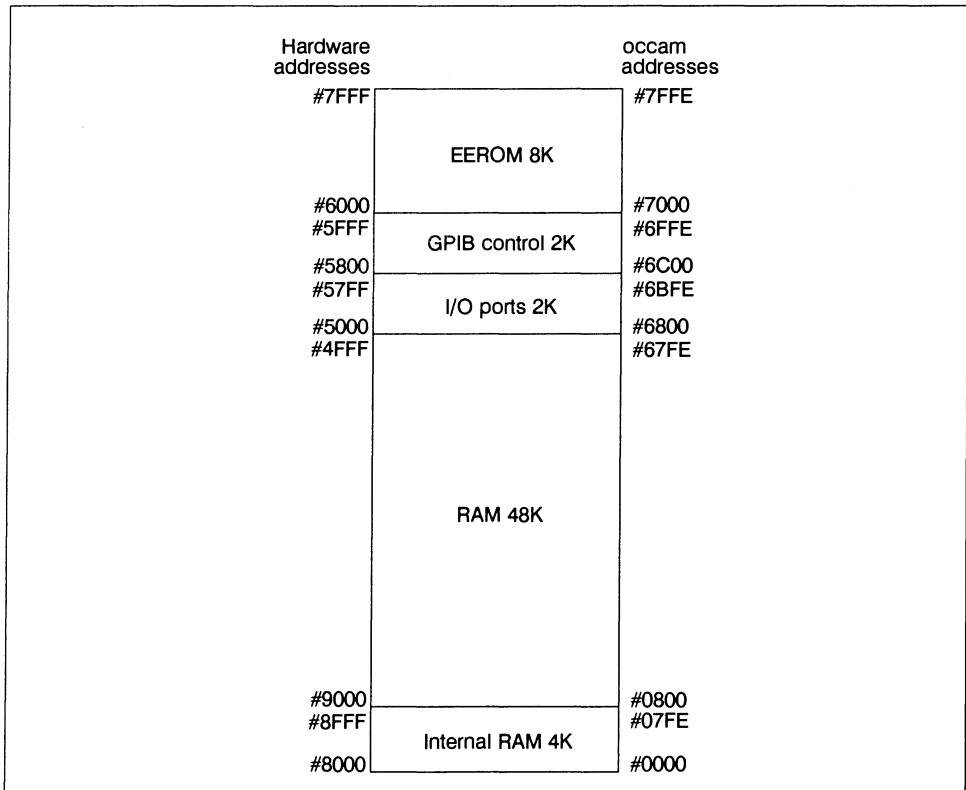 Hardware addresses
occam addresses
#7FFF
#7FFE
EEROM 8K
#6000
#7000
#5FFF
#6FFE
GPIB control 2K
#5800
#6C00
#57FF
#6BFE
I/O ports 2K
#5000
#6800
#4FFF
#67FE
RAM 48K
#9000
#0800
#8FFF
#07FE
Internal RAM 4K
#8000
#0000